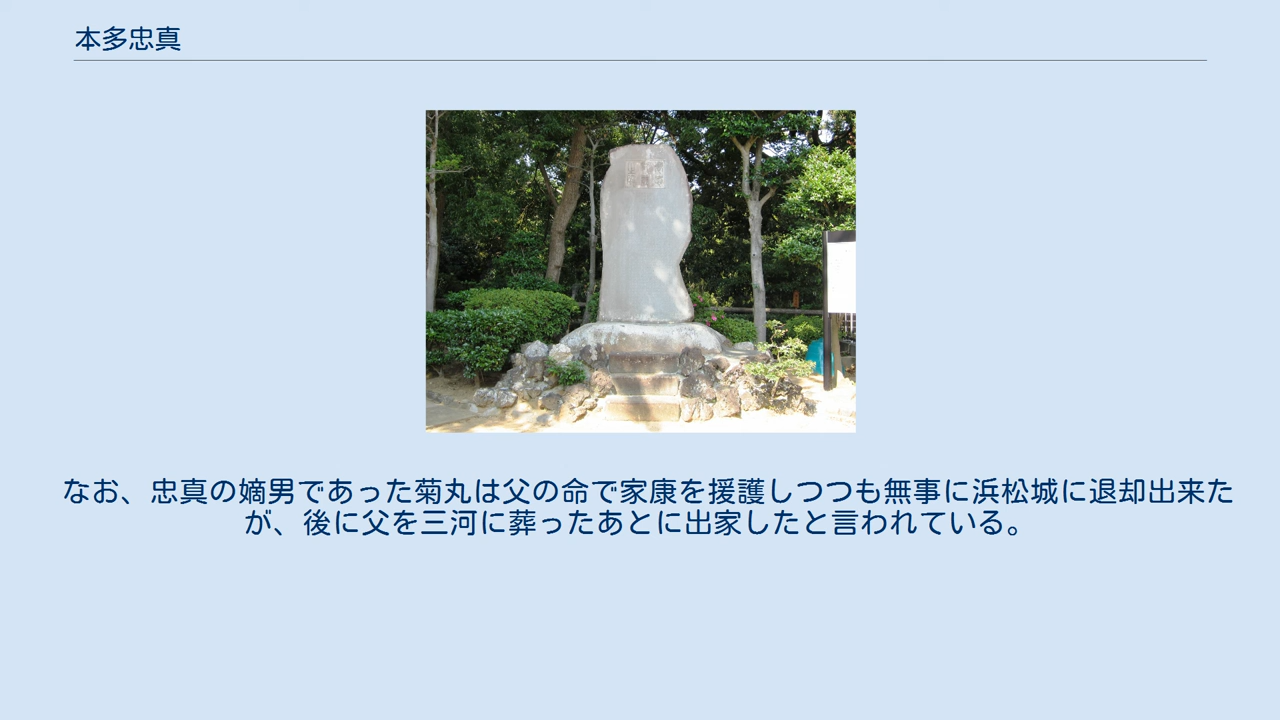 本多忠真
なお、忠真の嫡男であった菊丸は父の命で家康を援護しつつも無事に浜松城に退却出来た
が、後に父を三河に葬ったあとに出家したと言われている。